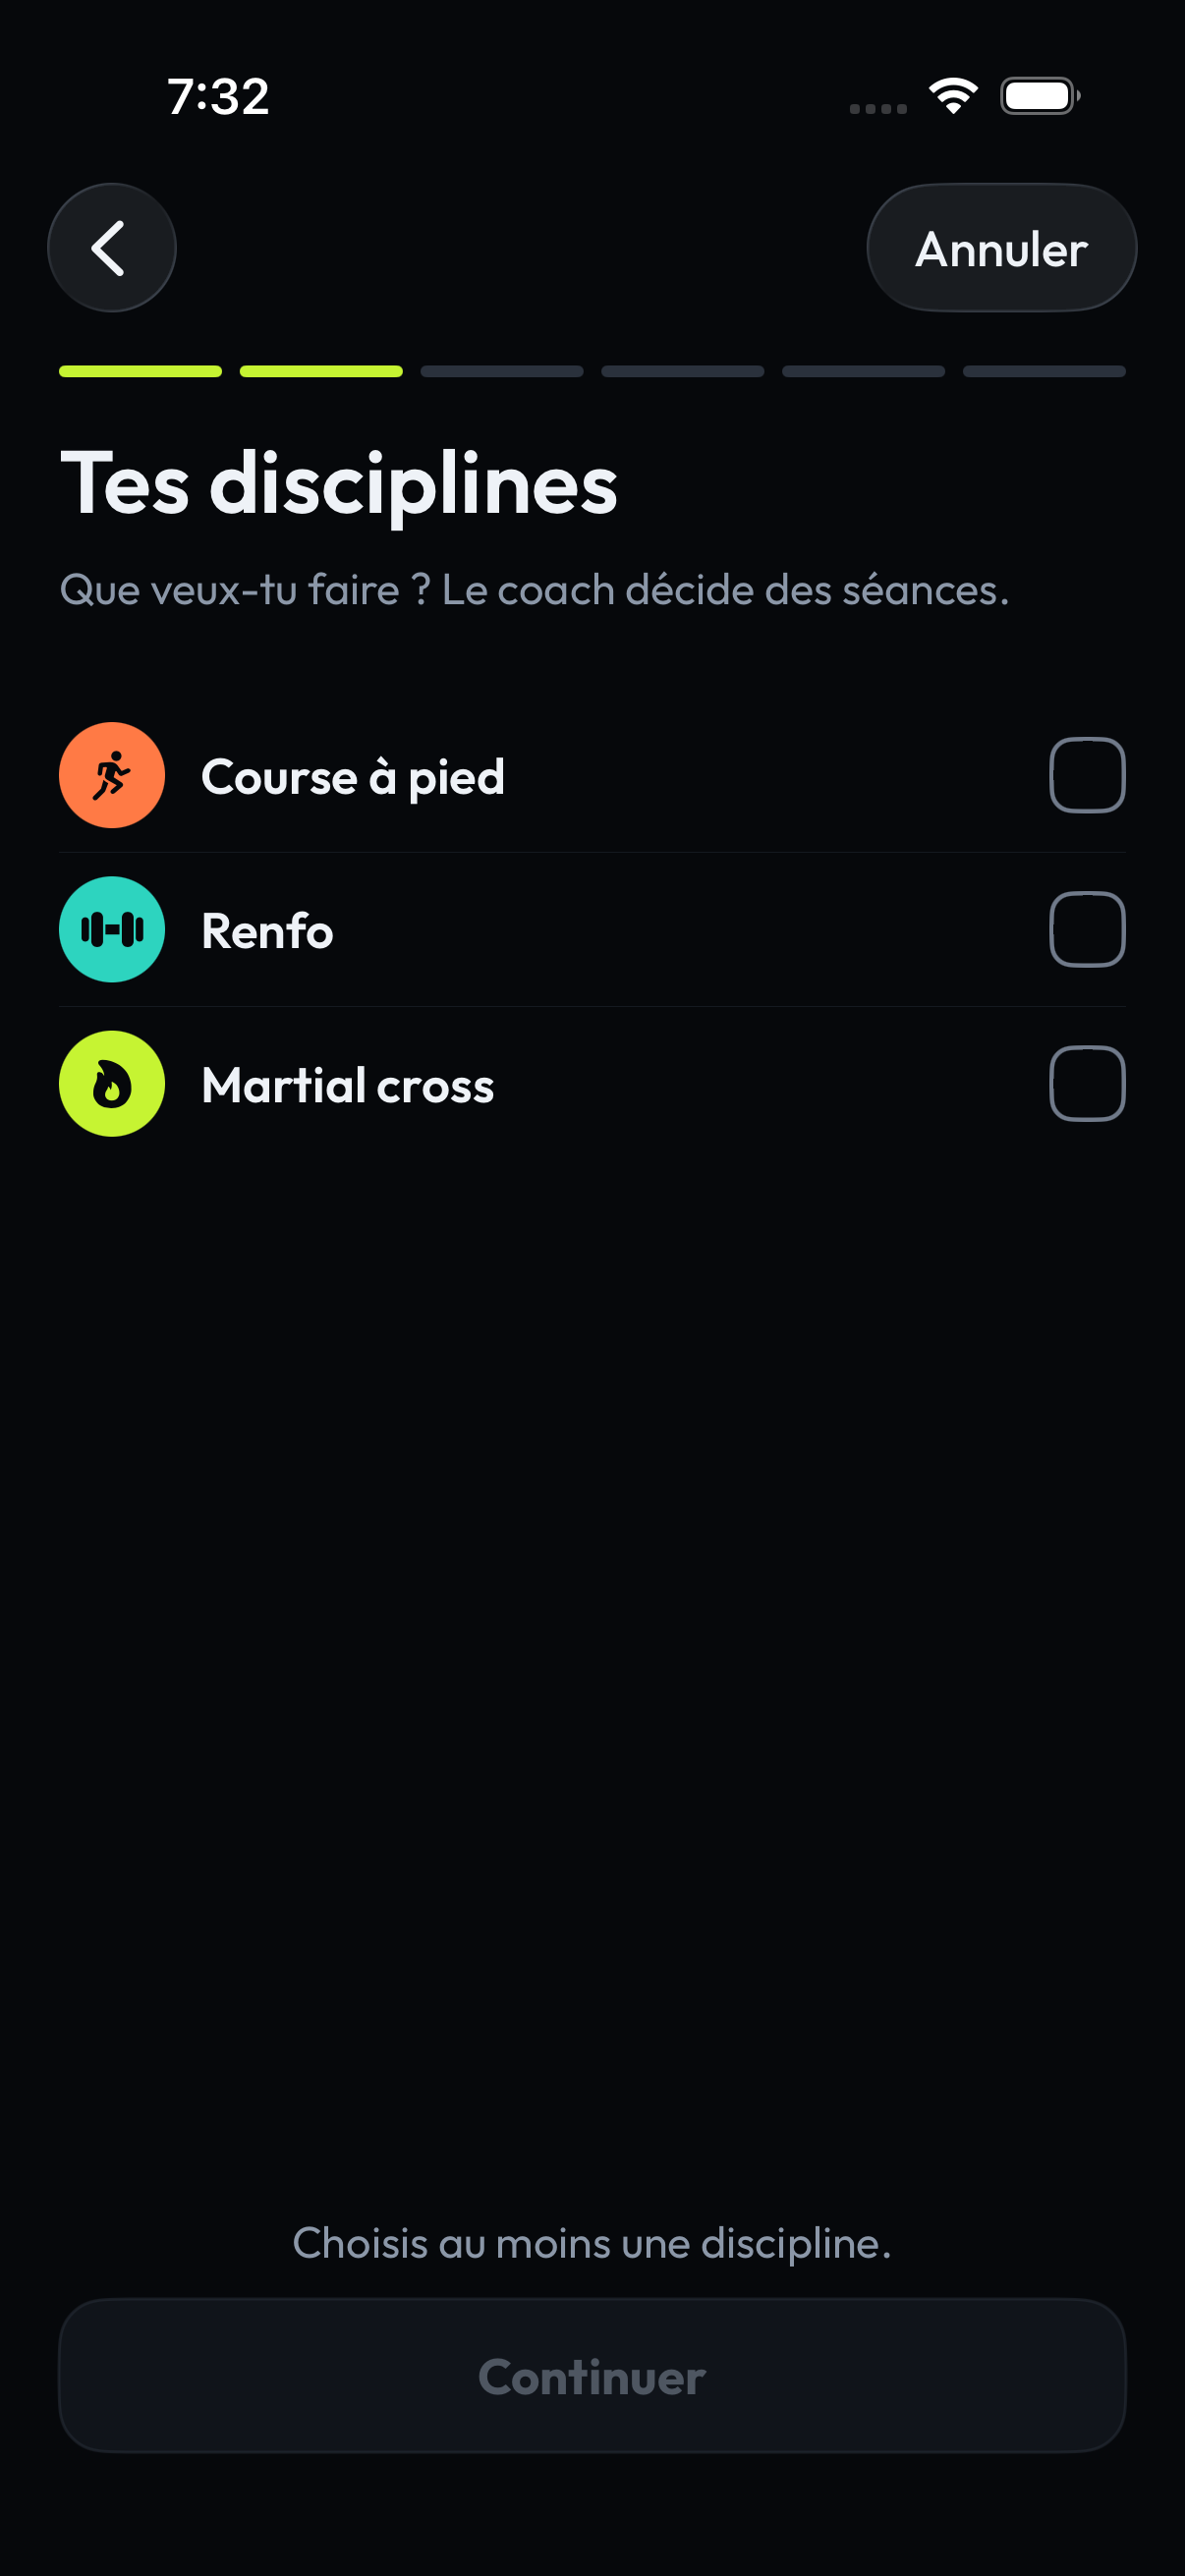 7:32
Annuler
Tes disciplines
Que veux-tu faire ? Le coach décide des séances.
Course à pied
Renfo
Martial cross
Choisis au moins une discipline.
Continuer